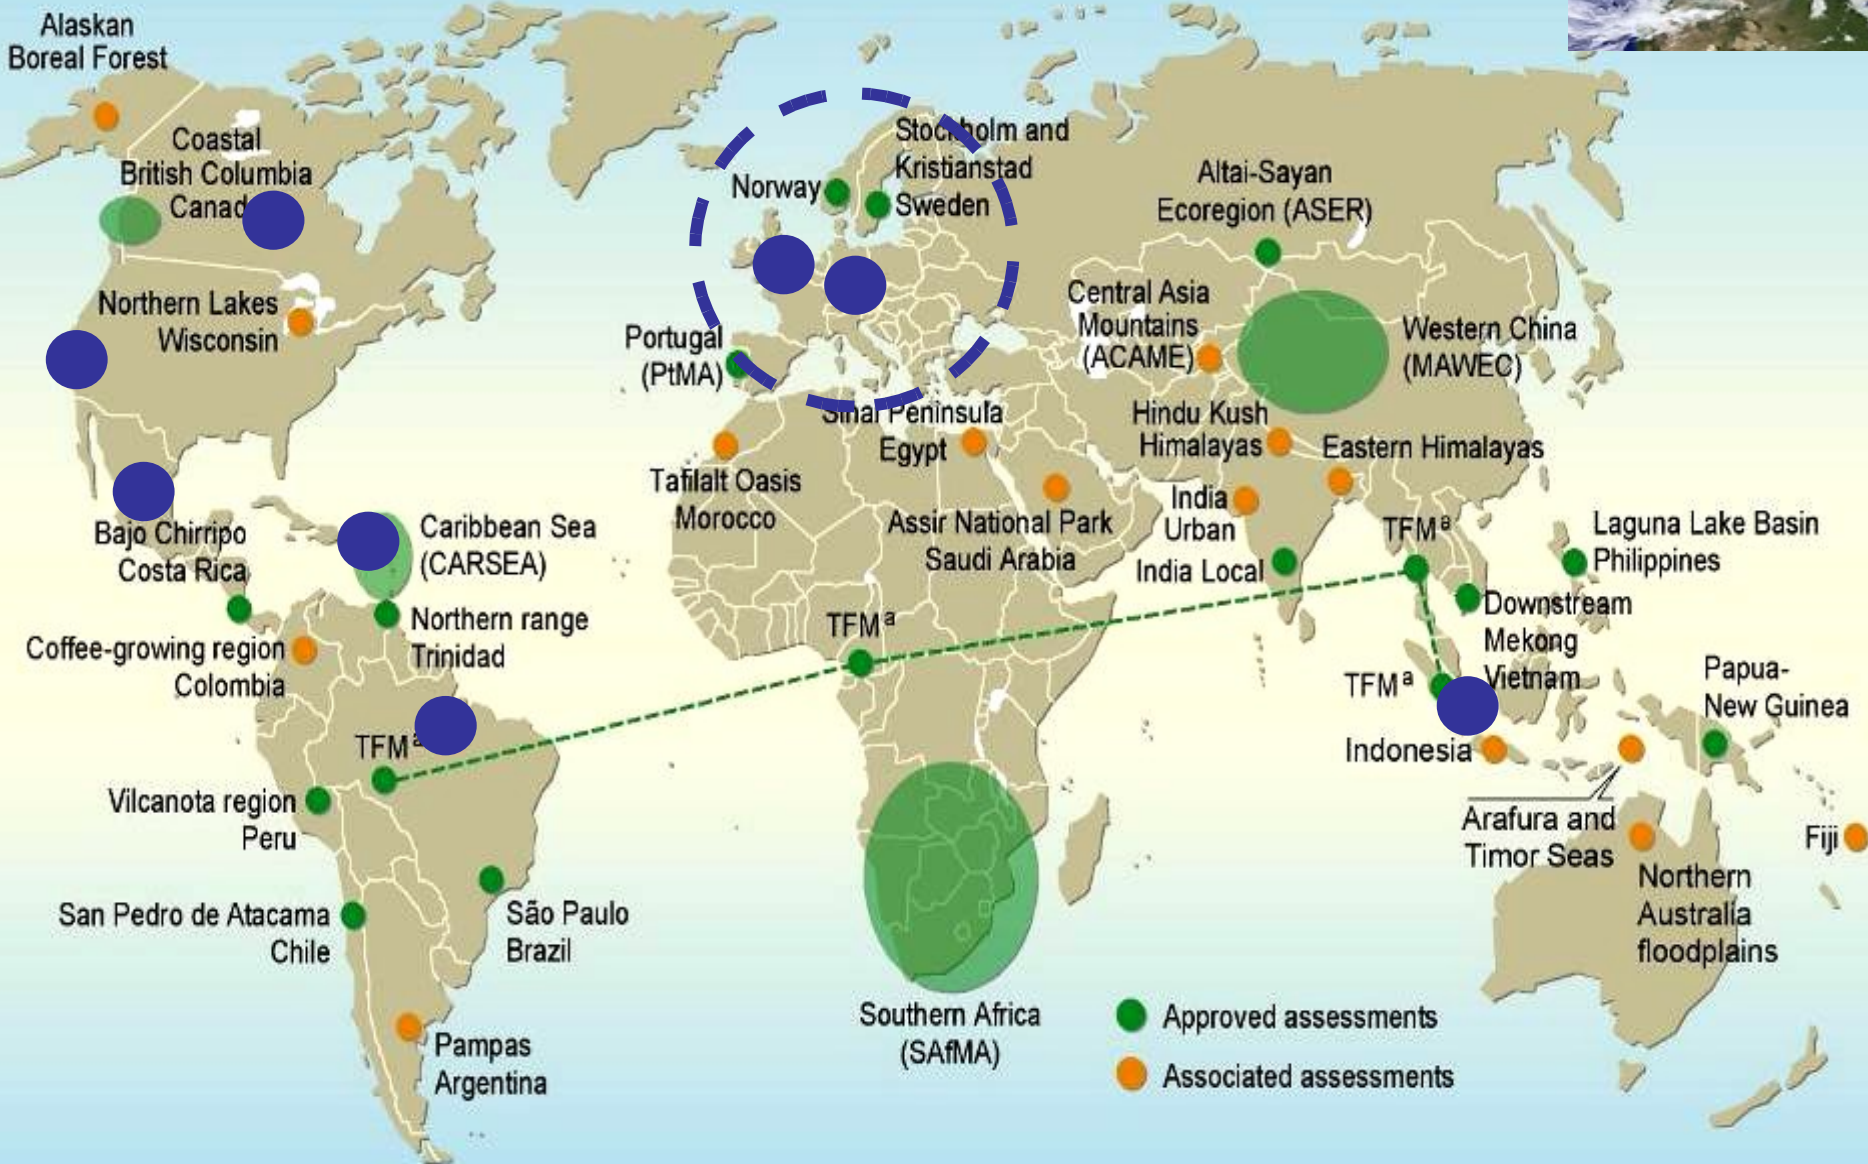 Alaskan
Boreal Forest
Coastal
British Columbia
Canad
Northern Lakes
Wisconsin
Bajo Chirripo
Costa Rica
Caribbean Sea
(CARSEA)
Northern range
Trinidad
Coffee-growing region
Colombia
TFM a
Vilcanota region
Peru
San Pedro de Atacama
Chile
São Paulo
Brazil
Pampas
Argentina
Norway
Stockholm and
Kristianstad
Sweden
Portugal
(PtMA)
Tafilalt Oasis
Morocco
Sinai Peninsula
Egypt
Assir National Park
Saudi Arabia
TFM a
Southern Africa
(SAfMA)
Altai-Sayan
Ecoregion (ASER)
Central Asia
Mountains
(ACAME)
Western China
(MAWEC)
Hindu Kush
Himalayas
Eastern Himalayas
India
Urban
India Local
TFM a
Laguna Lake Basin
Philippines
Downstream
Mekong
Vietnam
TFM a
Indonesia
Papua-
New Guinea
Arafura and
Timor Seas
Fiji
Northern
Australia
floodplains
Approved assessments
Associated assessments